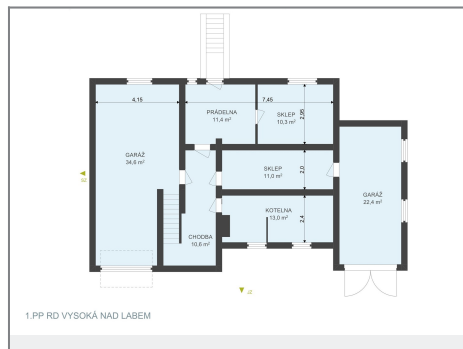 4,15
7,45
PRÁDELNA
11,4 m²
SKLEP
10,3 m²
2,95
GARÁŽ
34,6 m²
SKLEP
11,0 m²
2,0
GARÁŽ
22,4 m²
KOTELNA
13,0 m²
2,4
CHODBA
10,6 m²
1.PP RD VYSOKÁ NAD LABEM